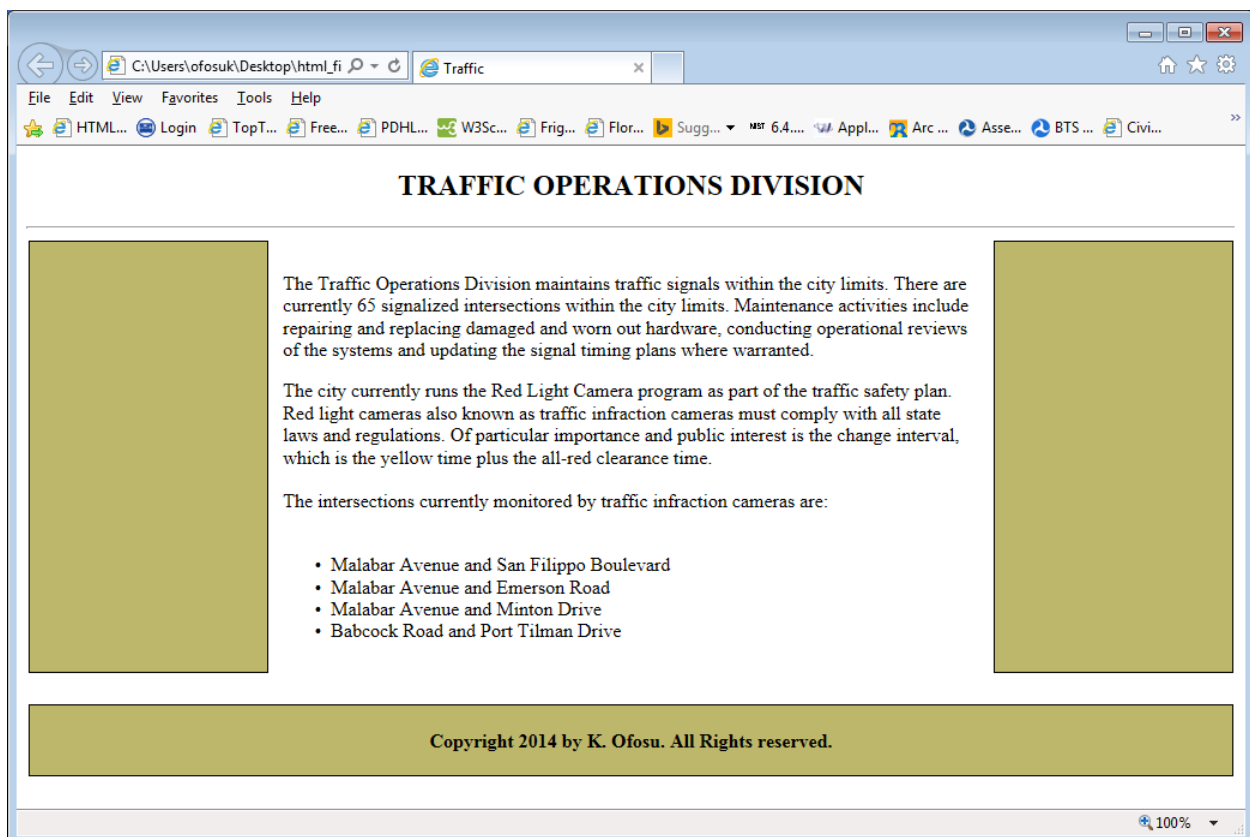 C:\Users\ofosuk\Desktop\html_fi
Traffic
File Edit View Favorites Tools Help
HTML... Login TopT... Free... PDHL... W3Sc... Frig... Flor... Sugg... NIST 6.4.... Appl... Arc ... Asse... BTS ... Civi...
TRAFFIC OPERATIONS DIVISION
The Traffic Operations Division maintains traffic signals within the city limits. There are
currently 65 signalized intersections within the city limits. Maintenance activities include
repairing and replacing damaged and worn out hardware, conducting operational reviews
of the systems and updating the signal timing plans where warranted.
The city currently runs the Red Light Camera program as part of the traffic safety plan.
Red light cameras also known as traffic infraction cameras must comply with all state
laws and regulations. Of particular importance and public interest is the change interval,
which is the yellow time plus the all-red clearance time.
The intersections currently monitored by traffic infraction cameras are:
• Malabar Avenue and San Filippo Boulevard
• Malabar Avenue and Emerson Road
• Malabar Avenue and Minton Drive
• Babcock Road and Port Tilman Drive
Copyright 2014 by K. Ofosu. All Rights reserved.
100%